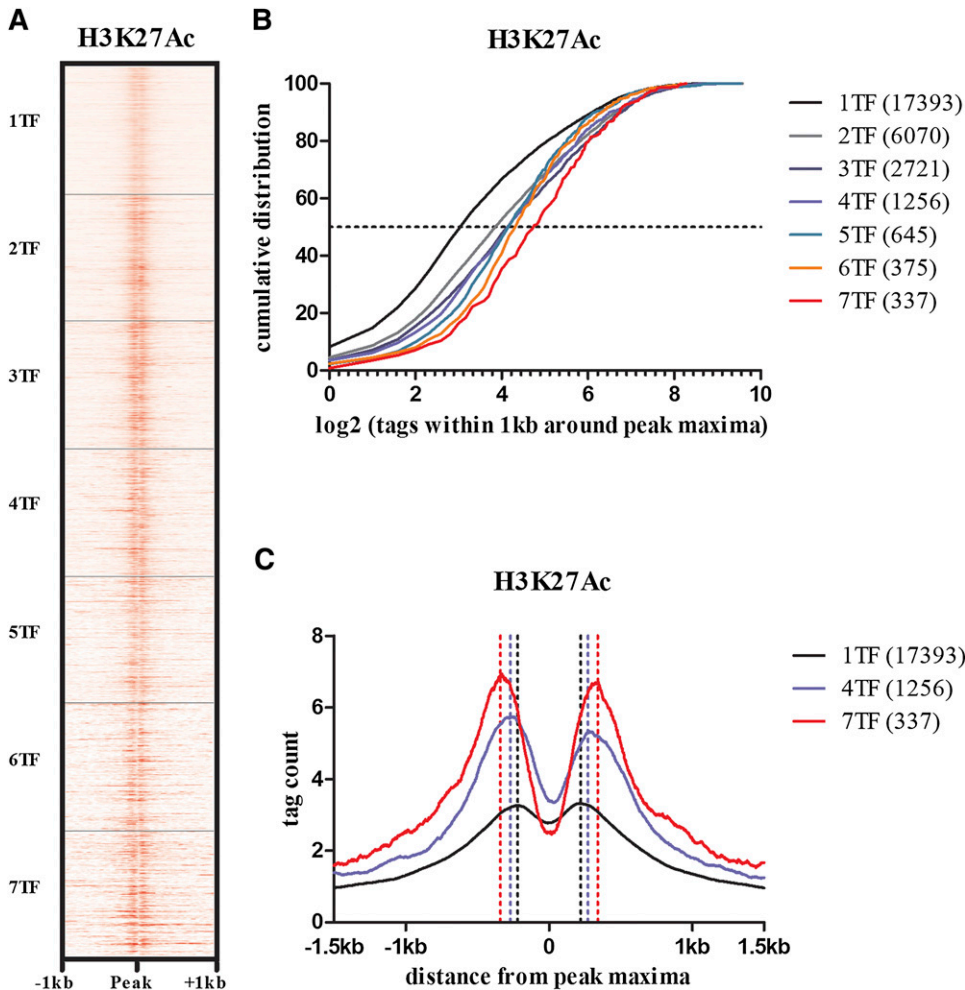 A
H3K27Ac
1TF
2TF
3TF
4TF
5TF
6TF
7TF
-1kb Peak +1kb
B
H3K27Ac
cumulative distribution
100
80
60
40
20
0
0 2 4 6 8 10
log2 (tags within 1kb around peak maxima)
1TF (17393)
2TF (6070)
3TF (2721)
4TF (1256)
5TF (645)
6TF (375)
7TF (337)
C
H3K27Ac
tag count
8
6
4
2
0
-1.5kb -1kb 0 1kb 1.5kb
distance from peak maxima
1TF (17393)
4TF (1256)
7TF (337)